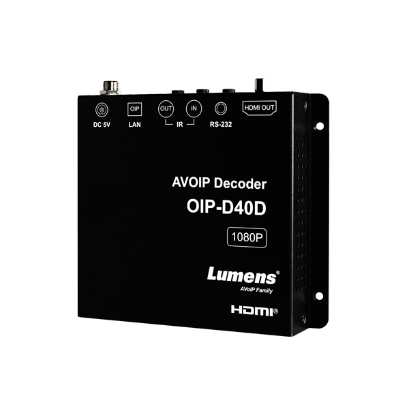 OIP OUT IN HDMI OUT
DC 5V LAN IR RS-232
AVOIP Decoder
OIP-D40D
1080P
Lumens®
AVoIP Family
HDMI®